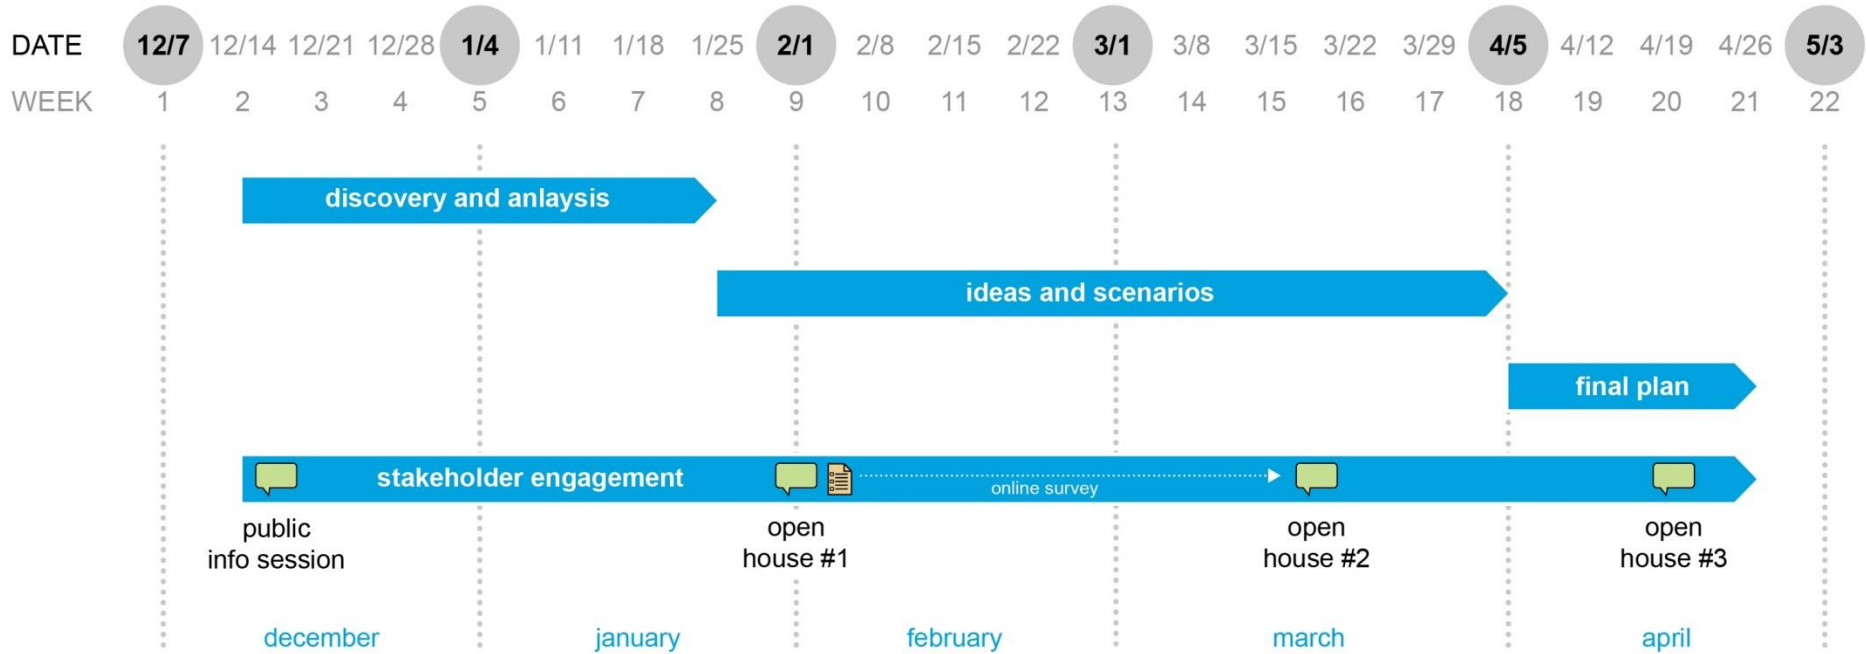 DATE 12/7 12/14 12/21 12/28 1/4 1/11 1/18 1/25 2/1 2/8 2/15 2/22 3/1 3/8 3/15 3/22 3/29 4/5 4/12 4/19 4/26 5/3
WEEK 1 2 3 4 5 6 7 8 9 10 11 12 13 14 15 16 17 18 19 20 21 22
discovery and anlaysis
ideas and scenarios
final plan
stakeholder engagement
online survey
public
info session
open
house #1
open
house #2
open
house #3
december january february march april